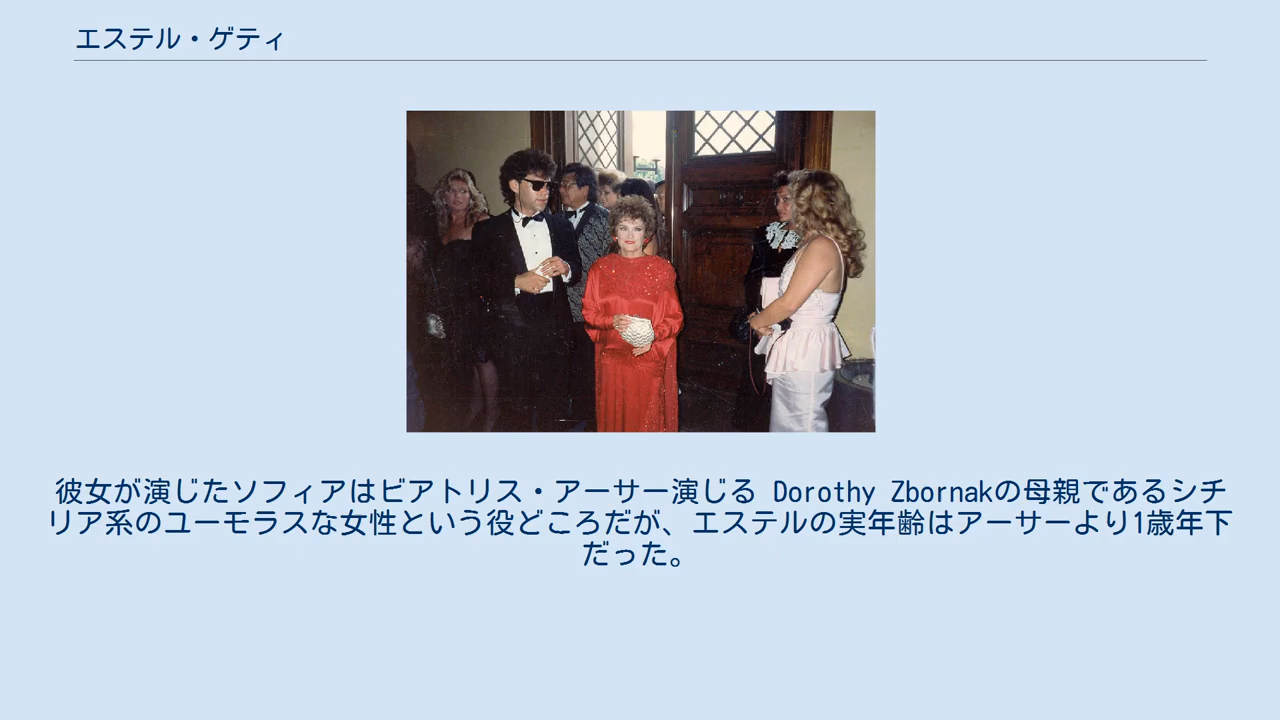 エステル・ゲティ
彼女が演じたソフィアはビアトリス・アーサー演じる Dorothy Zbornakの母親であるシチ
リア系のユーモラスな女性という役どころだが、エステルの実年齢はアーサーより1歳年下
だった。